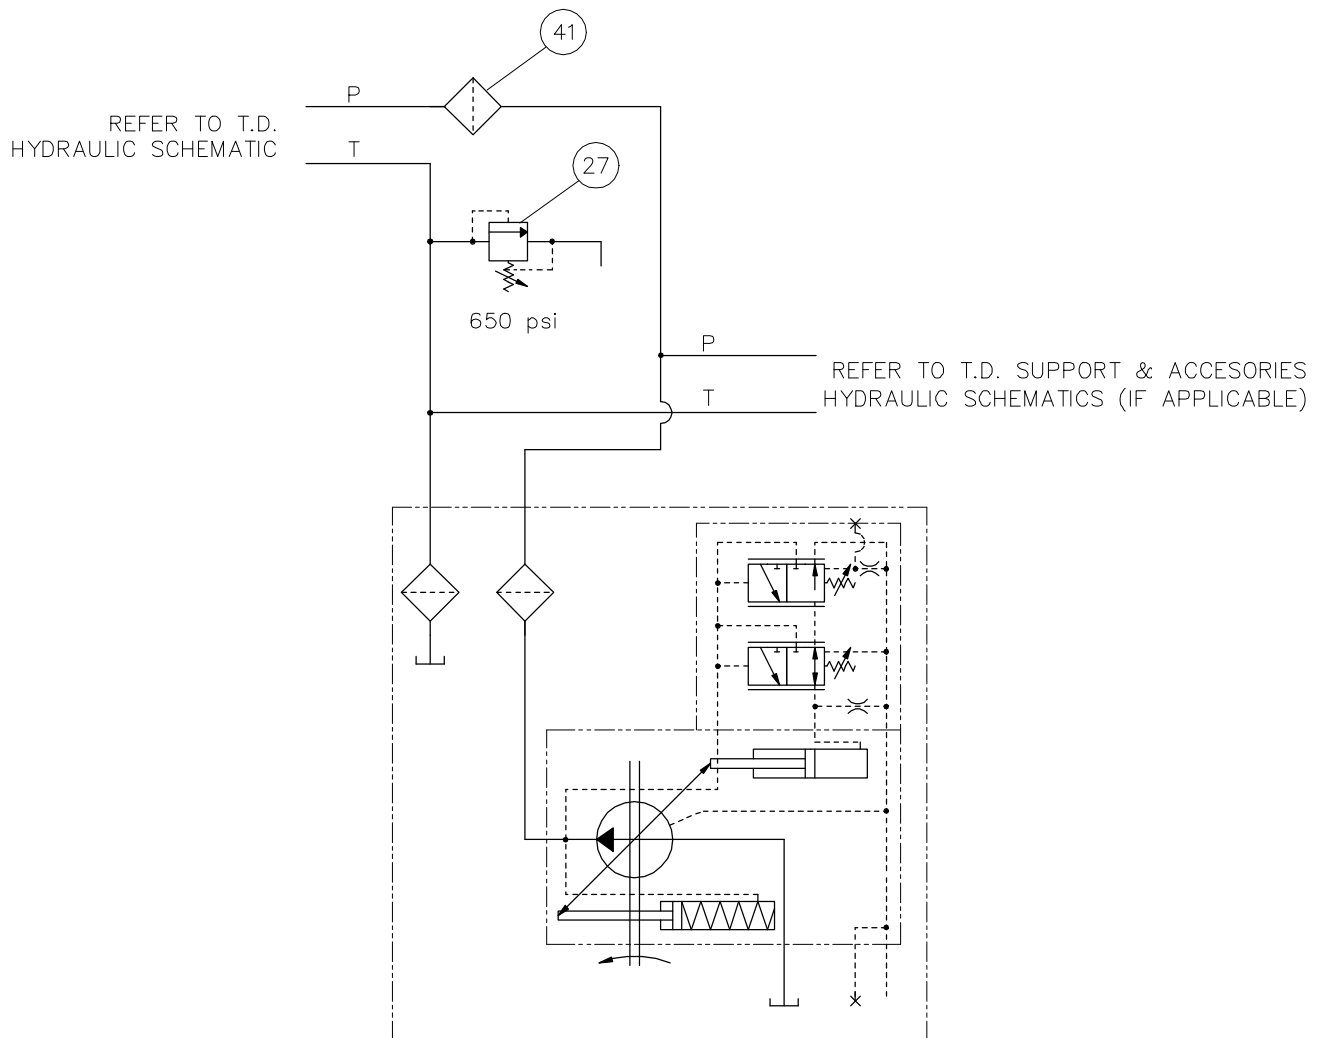 41
P
REFER TO T.D.
HYDRAULIC SCHEMATIC
T
27
650 psi
P
REFER TO T.D. SUPPORT & ACCESORIES
HYDRAULIC SCHEMATICS (IF APPLICABLE)
T